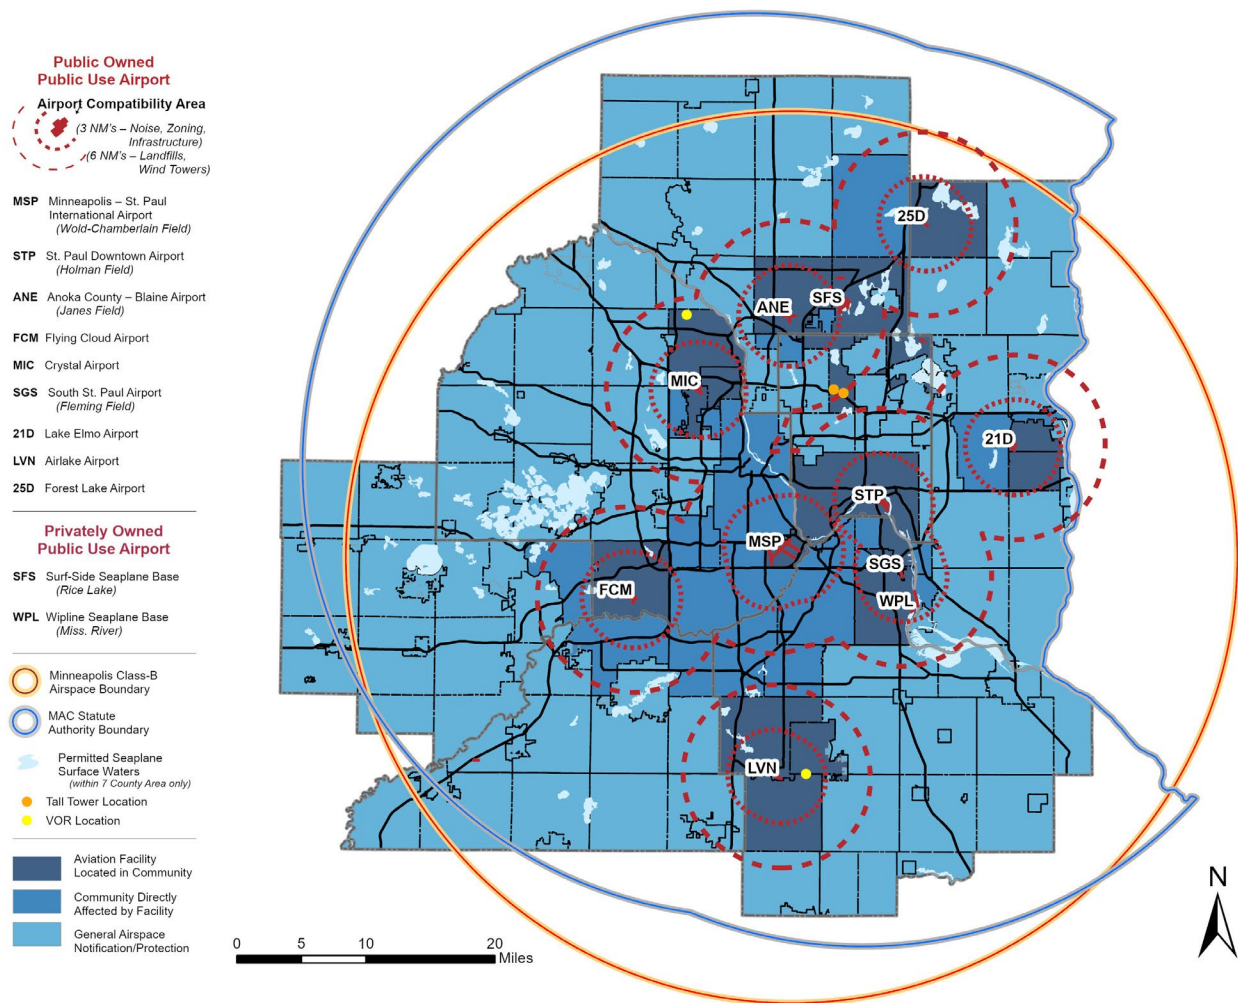 Public Owned
Public Use Airport
Airport Compatibility Area
(3 NM's – Noise, Zoning,
Infrastructure)
(6 NM's – Landfills,
Wind Towers)
MSP Minneapolis – St. Paul
International Airport
(Wold-Chamberlain Field)
STP St. Paul Downtown Airport
(Holman Field)
ANE Anoka County – Blaine Airport
(Janes Field)
FCM Flying Cloud Airport
MIC Crystal Airport
SGS South St. Paul Airport
(Fleming Field)
21D Lake Elmo Airport
LVN Airlake Airport
25D Forest Lake Airport
Privately Owned
Public Use Airport
SFS Surf-Side Seaplane Base
(Rice Lake)
WPL Wipline Seaplane Base
(Miss. River)
Minneapolis Class-B
Airspace Boundary
MAC Statute
Authority Boundary
Permitted Seaplane
Surface Waters
(within 7 County Area only)
Tall Tower Location
VOR Location
Aviation Facility
Located in Community
Community Directly
Affected by Facility
General Airspace
Notification/Protection
25D
ANE
SFS
MIC
21D
STP
MSP
SGS
FCM
WPL
LVN
0 5 10 20
Miles
N